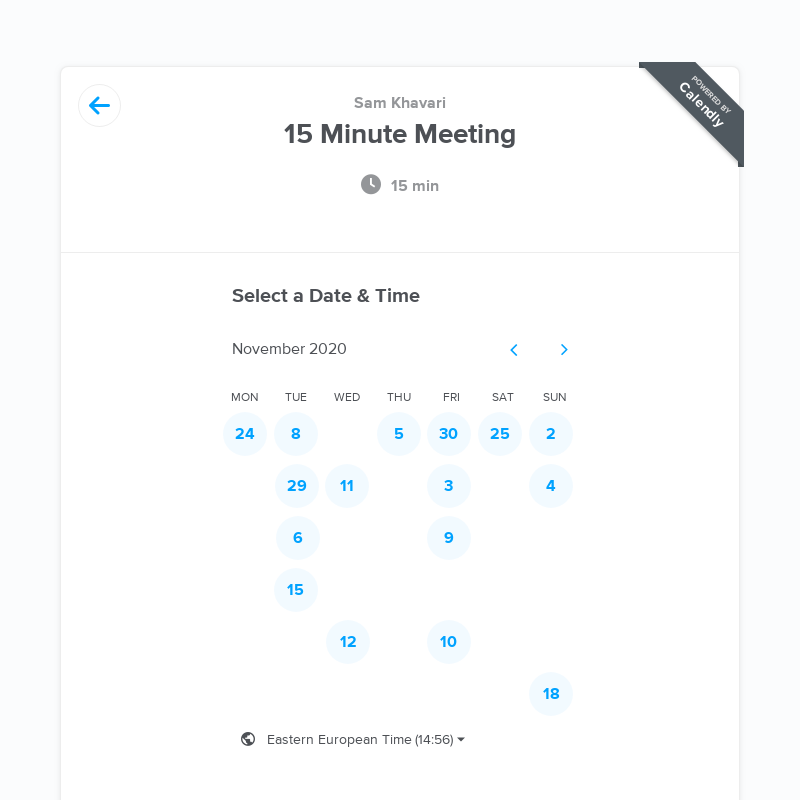 Sam Khavari
15 Minute Meeting
15 min
POWERED BY
Calendly
Select a Date & Time
November 2020
MON TUE WED THU FRI SAT SUN
24 8 5 30 25 2
29 11 3 4
6 9
15
12 10
18
Eastern European Time (14:56)